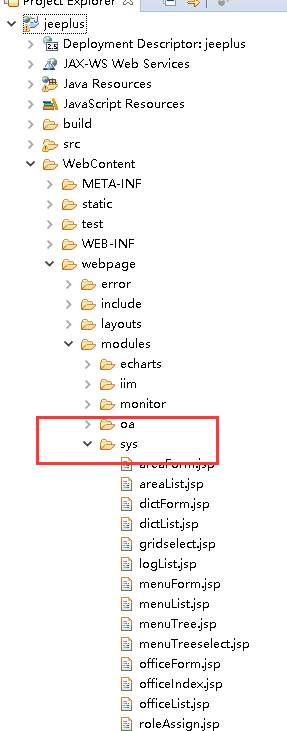 Project Explorer
jeeplus
Deployment Descriptor: jeeplus
JAX-WS Web Services
Java Resources
JavaScript Resources
build
src
WebContent
META-INF
static
test
WEB-INF
webpage
error
include
layouts
modules
echarts
iim
monitor
oa
sys
areaForm.jsp
areaList.jsp
dictForm.jsp
dictList.jsp
gridselect.jsp
logList.jsp
menuForm.jsp
menuList.jsp
menuTree.jsp
menuTreeselect.jsp
officeForm.jsp
officeIndex.jsp
officeList.jsp
roleAssign.jsp